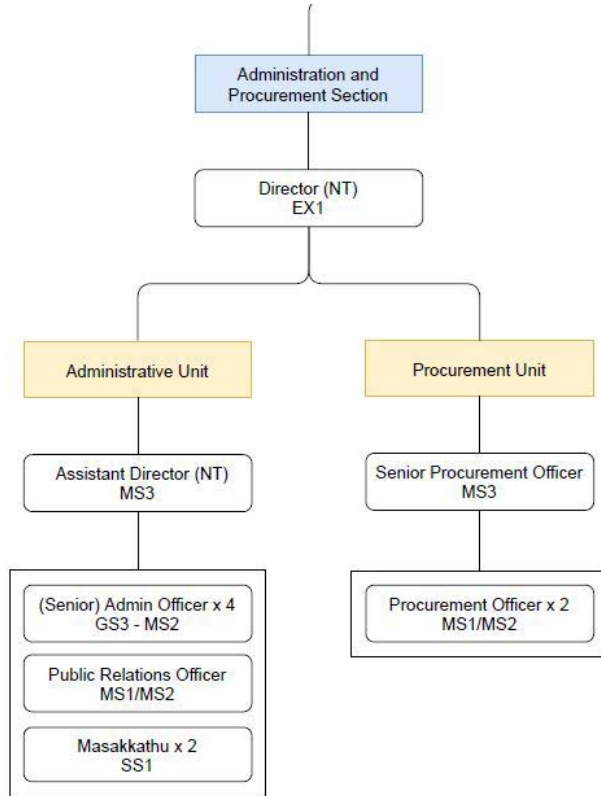 Administration and
Procurement Section
Director (NT)
EX1
Administrative Unit
Procurement Unit
Assistant Director (NT)
MS3
Senior Procurement Officer
MS3
(Senior) Admin Officer x 4
GS3 - MS2
Public Relations Officer
MS1/MS2
Masakkathu x 2
SS1
Procurement Officer x 2
MS1/MS2